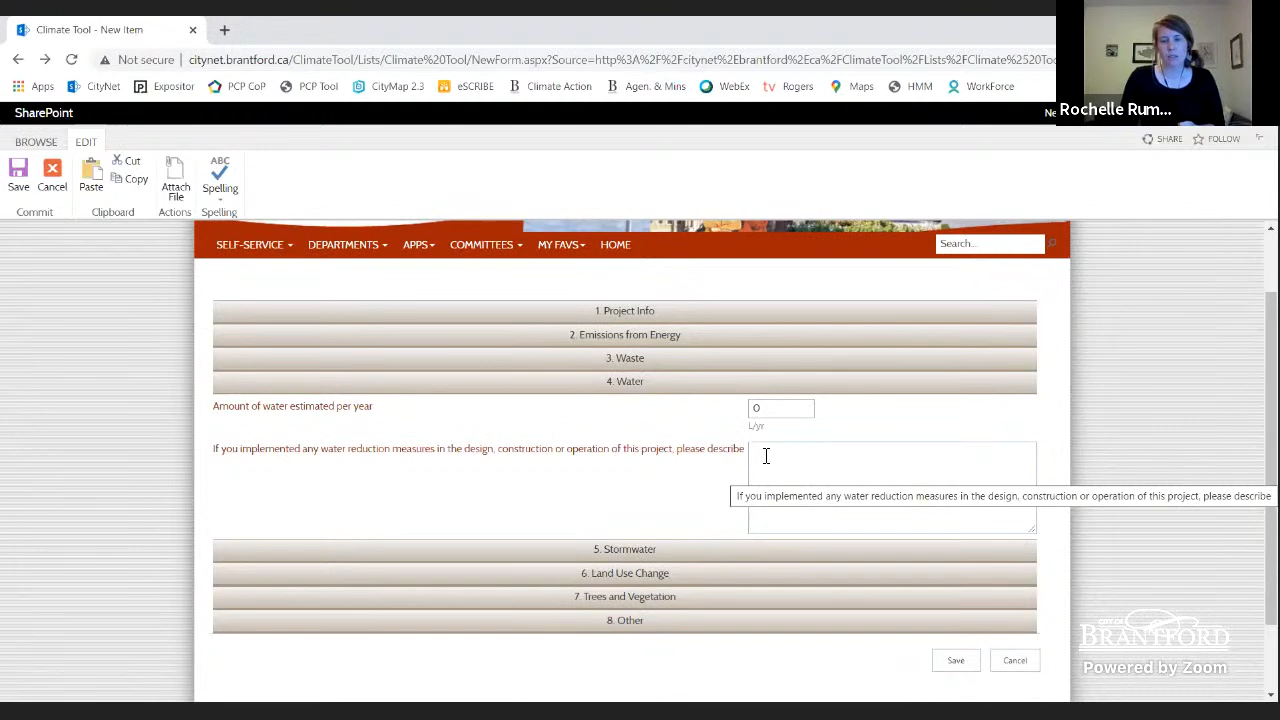 Climate Tool - New Item
Not secure citynet.brantford.ca/ClimateTool/Lists/Climate%20Tool/NewForm.aspx?Source=http%3A%2F%2Fcitynet%2Ebrantford%2Eca%2FClimateTool%2FLists%2FClimate%2520Too
Apps CityNet Expositor PCP CoP PCP Tool CityMap 2.3 eSCRIBE Climate Action Agen. & Mins WebEx Rogers Maps HMM WorkForce
Rochelle Rum...
SharePoint
BROWSE EDIT
SHARE FOLLOW
Save Cancel Paste Cut Copy Attach File ABC Spelling
Commit Clipboard Actions Spelling
SELF-SERVICE DEPARTMENTS APPS COMMITTEES MY FAVS HOME Search...
1. Project Info
2. Emissions from Energy
3. Waste
4. Water
Amount of water estimated per year 0
L/yr
If you implemented any water reduction measures in the design, construction or operation of this project, please describe
If you implemented any water reduction measures in the design, construction or operation of this project, please describe
5. Stormwater
6. Land Use Change
7. Trees and Vegetation
8. Other
Save Cancel
CITY OF
BRANTFORD
Powered by Zoom